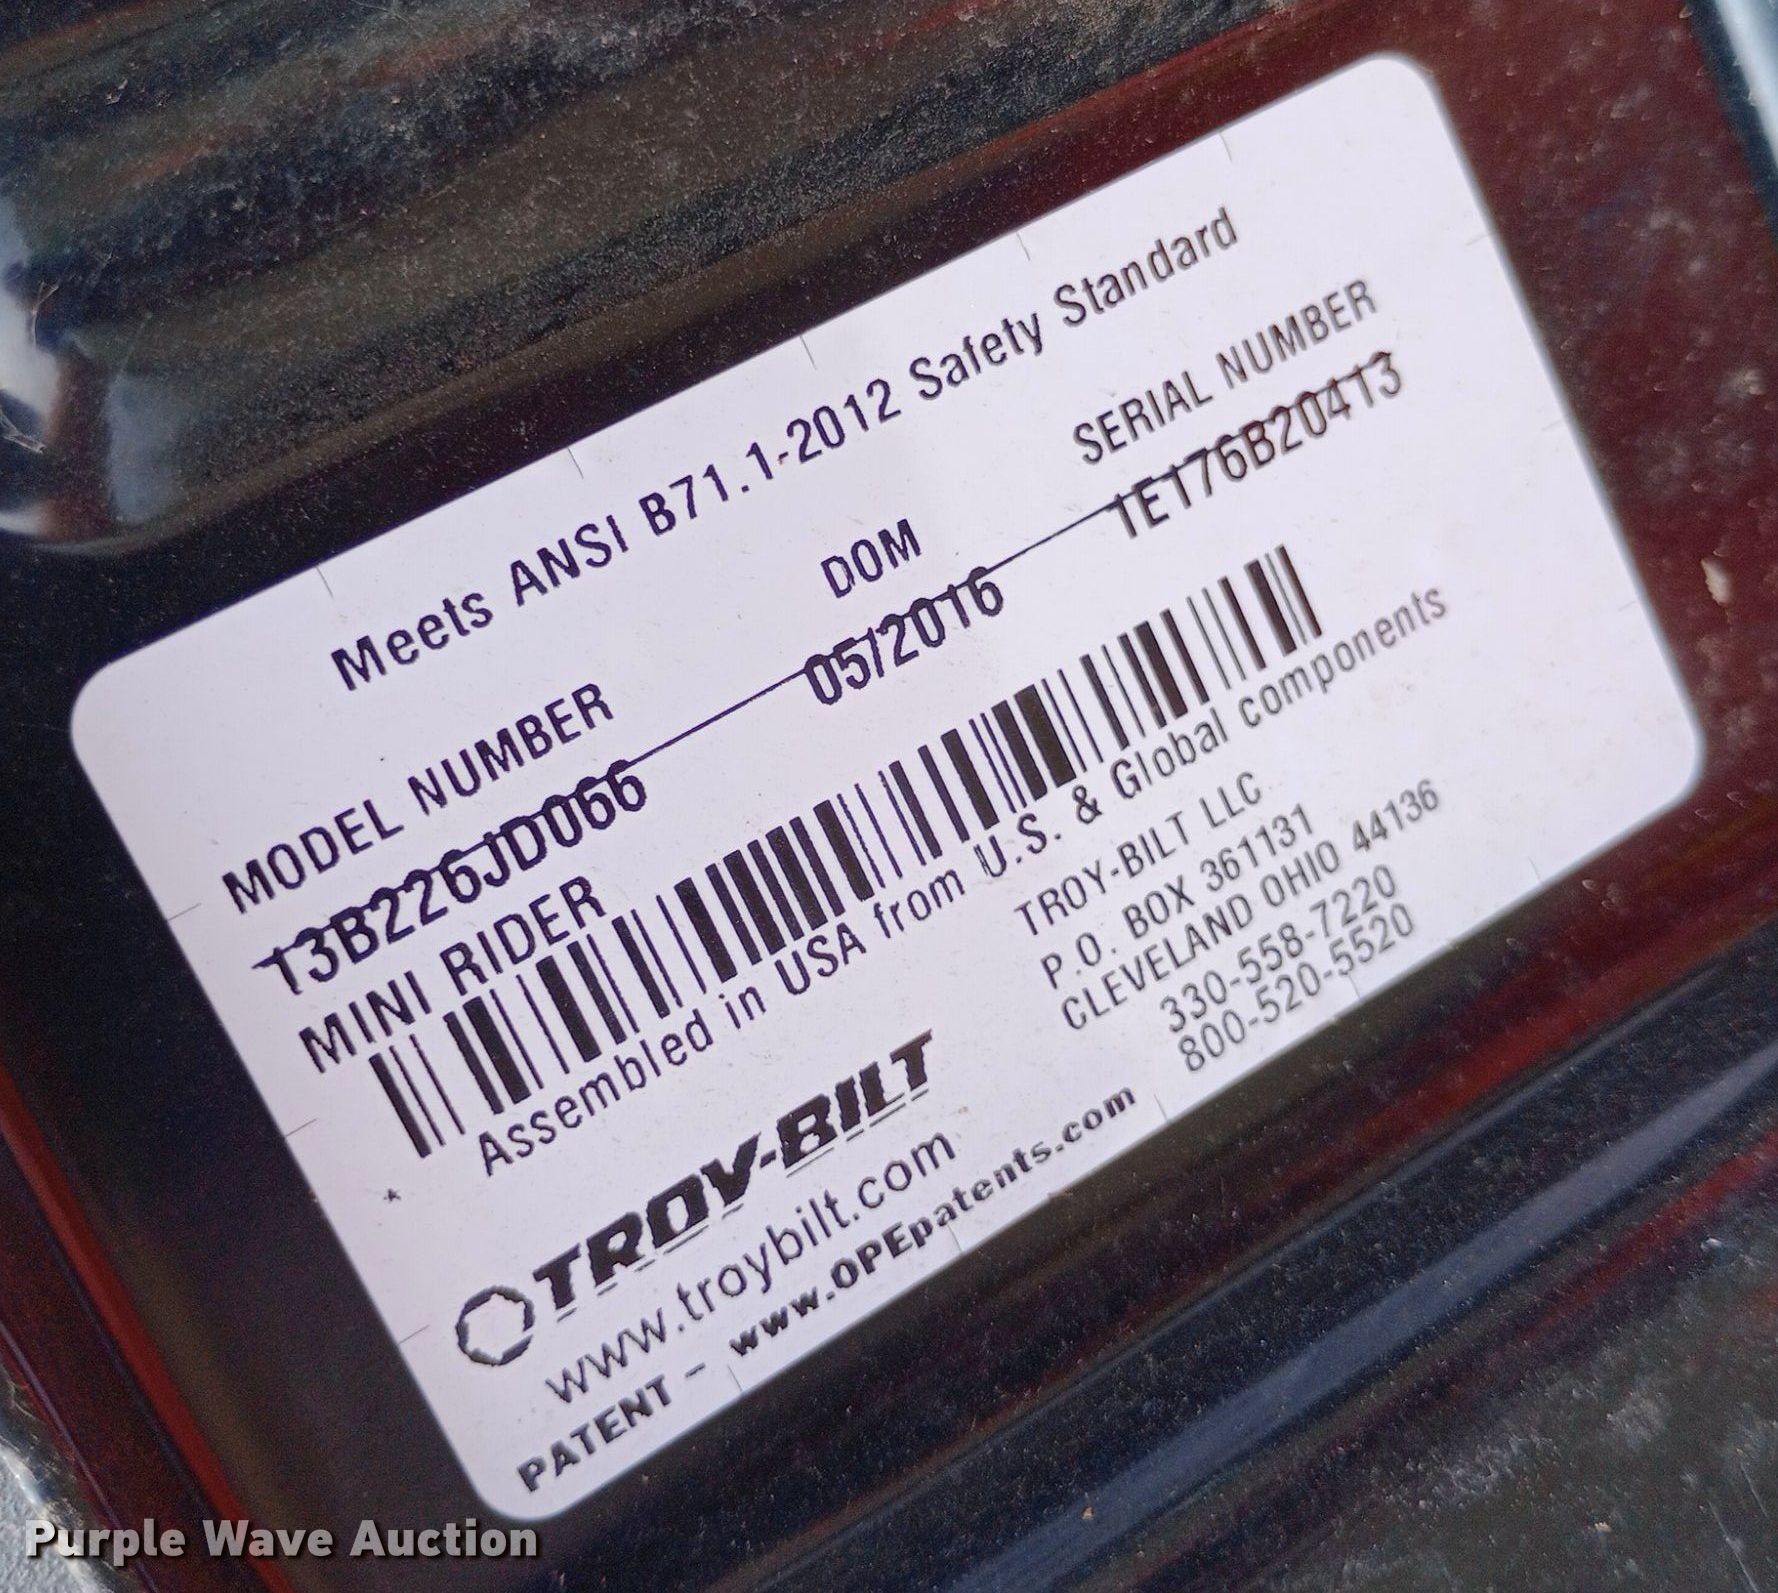 Meets ANSI B71.1-2012 Safety Standard
MODEL NUMBER DOM SERIAL NUMBER
13B226JD066 05/2016 1E176B20413
MINI RIDER
Assembled in USA from U.S. & Global components
TROY-BILT LLC
P.O. BOX 361131
CLEVELAND OHIO 44136
330-558-7220
800-520-5520
TROY-BILT
www.troybilt.com
PATENT - www.OPEpatents.com
Purple Wave Auction